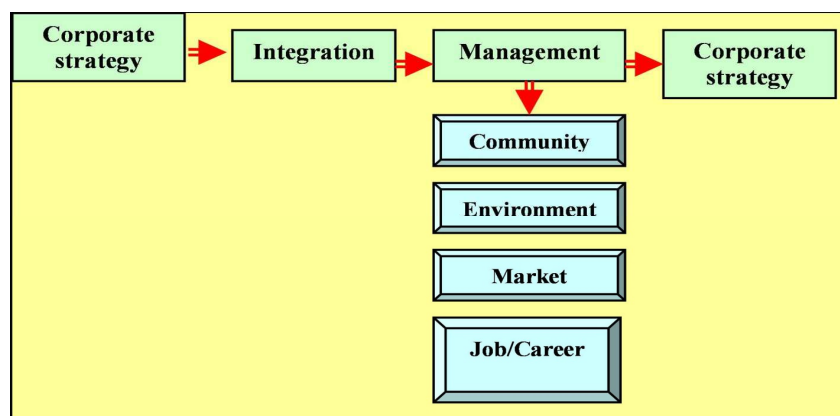 Corporate
strategy
Integration
Management
Corporate
strategy
Community
Environment
Market
Job/Career